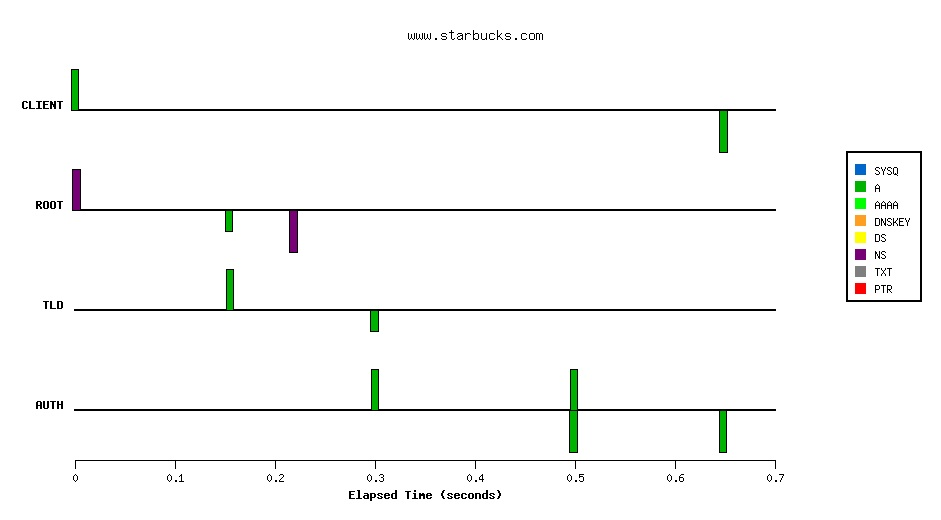 www.starbucks.com
CLIENT
ROOT
TLD
AUTH
SYSQ
A
AAAA
DNSKEY
DS
NS
TXT
PTR
0 0.1 0.2 0.3 0.4 0.5 0.6 0.7
Elapsed Time (seconds)